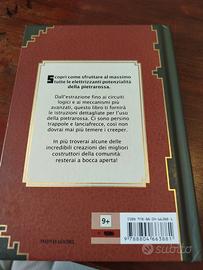 Scopri come sfruttare al massimo
tutte le elettrizzanti potenzialità
della pietrarossa.
Dall'estrazione fino ai circuiti
logici e ai meccanismi più
avanzati, questo libro ti fornirà
le istruzioni dettagliate per
l'uso della pietrarossa. Ci sono persino
trappole e lanciafrecce, così non
dovrai mai più temere i creeper.
In più troverai alcune delle
incredibili creazioni dei migliori
costruttori della comunità:
resterai a bocca aperta!
9+
MONDADORI
9 788804 663881
subito